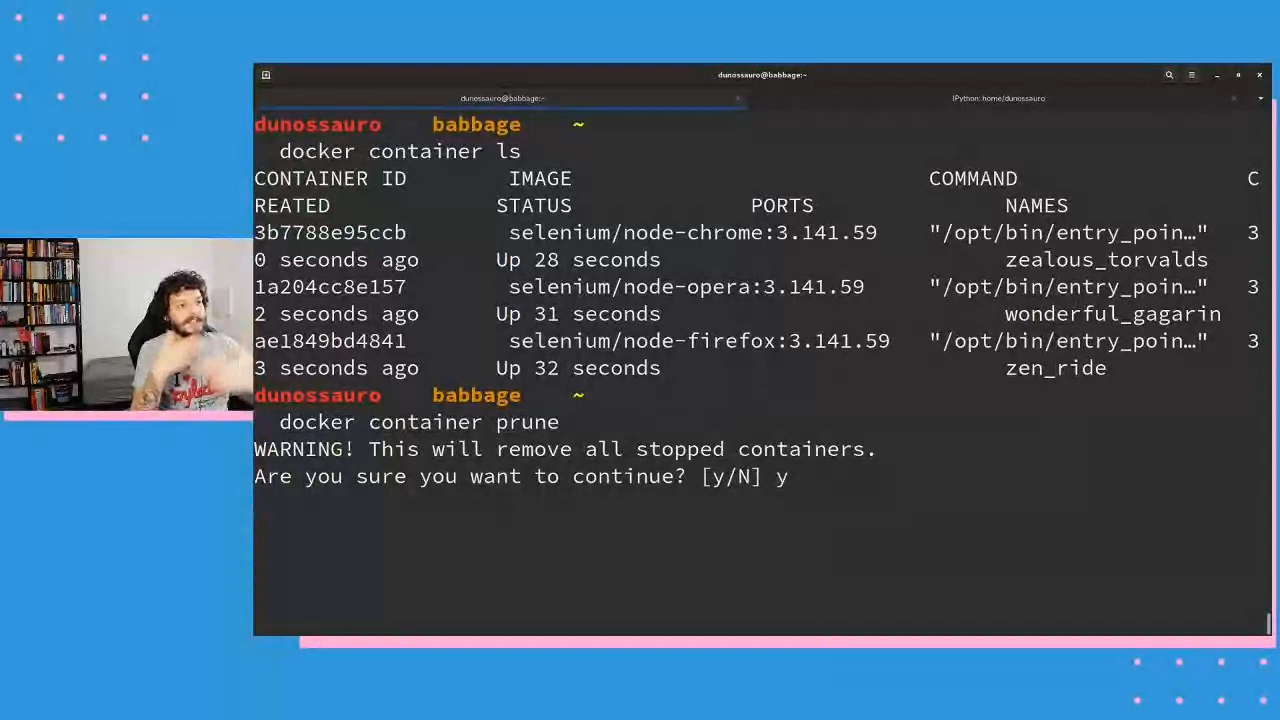 dunossauro@babbage:~
dunossauro@babbage:~
IPython: home/dunossauro
dunossauro babbage ~
docker container ls
CONTAINER ID IMAGE COMMAND C
REATED STATUS PORTS NAMES
3b7788e95ccb selenium/node-chrome:3.141.59 "/opt/bin/entry_poin…" 3
0 seconds ago Up 28 seconds zealous_torvalds
1a204cc8e157 selenium/node-opera:3.141.59 "/opt/bin/entry_poin…" 3
2 seconds ago Up 31 seconds wonderful_gagarin
ae1849bd4841 selenium/node-firefox:3.141.59 "/opt/bin/entry_poin…" 3
3 seconds ago Up 32 seconds zen_ride
dunossauro babbage ~
docker container prune
WARNING! This will remove all stopped containers.
Are you sure you want to continue? [y/N] y